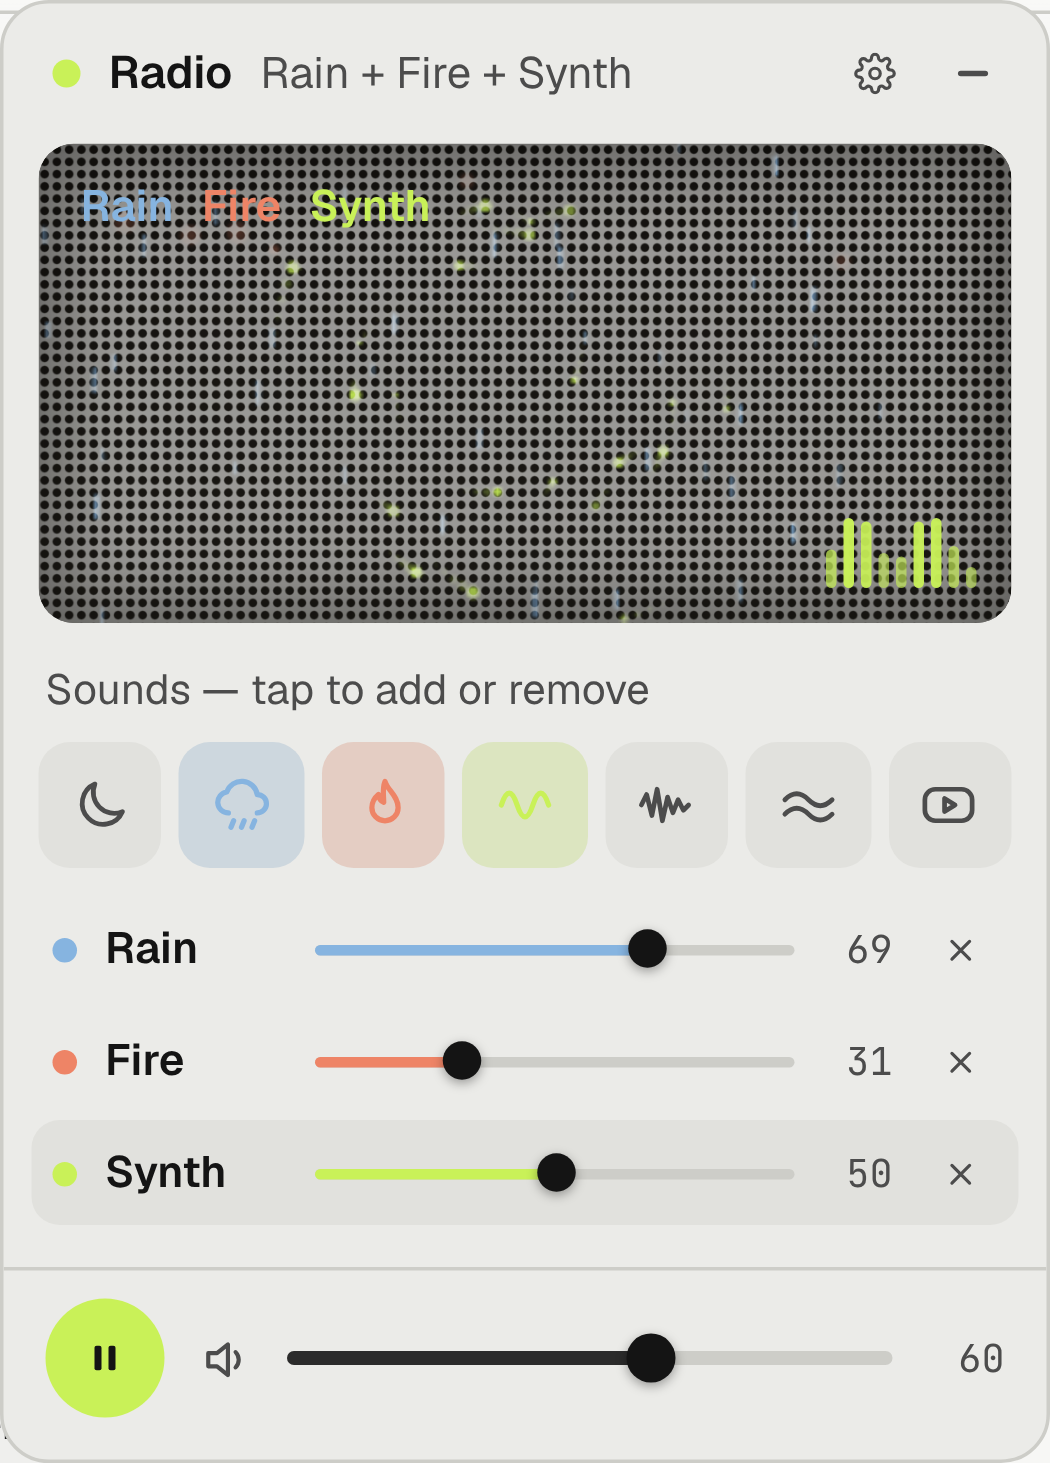 Radio Rain + Fire + Synth
Rain Fire Synth
Sounds — tap to add or remove
Rain 69
Fire 31
Synth 50
60